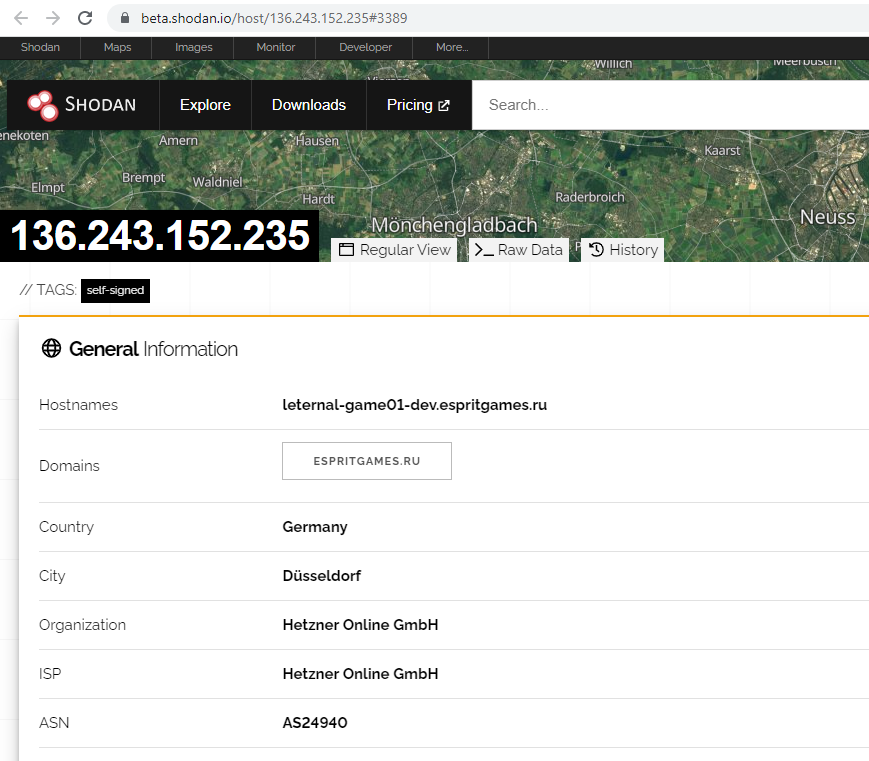 beta.shodan.io/host/136.243.152.235#3389
Shodan Maps Images Monitor Developer More...
Willich Meerbusch
Viersen
SHODAN Explore Downloads Pricing Search...
enekoten Amern Hausen Kaarst
Elmpt Brempt Waldniel
Hardt Raderbroich
Mönchengladbach Neuss
136.243.152.235 Regular View >_ Raw Data History
// TAGS: self-signed
General Information
Hostnames leternal-game01-dev.espritgames.ru
Domains ESPRITGAMES.RU
Country Germany
City Düsseldorf
Organization Hetzner Online GmbH
ISP Hetzner Online GmbH
ASN AS24940